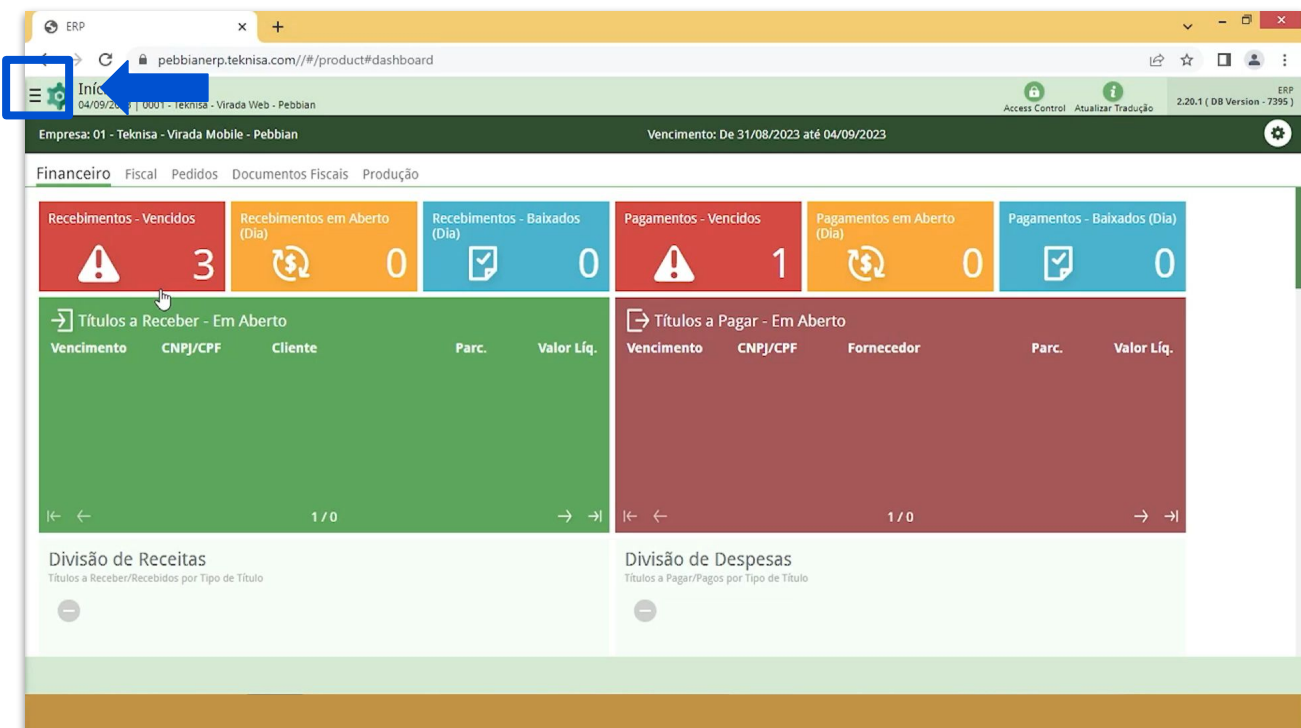 ERP
pebbianerp.teknisa.com//#/product#dashboard
04/09/ | 0001 - Teknisa - Virada Web - Pebbian
Access Control
Atualizar Tradução
ERP
2.20.1 ( DB Version - 7395 )
Empresa: 01 - Teknisa - Virada Mobile - Pebbian
Vencimento: De 31/08/2023 até 04/09/2023
Financeiro Fiscal Pedidos Documentos Fiscais Produção
Recebimentos - Vencidos
3
Recebimentos em Aberto
(Dia)
0
Recebimentos - Baixados
(Dia)
0
Pagamentos - Vencidos
1
Pagamentos em Aberto
(Dia)
0
Pagamentos - Baixados (Dia)
0
Títulos a Receber - Em Aberto
Vencimento CNPJ/CPF Cliente Parc. Valor Líq.
1 / 0
Títulos a Pagar - Em Aberto
Vencimento CNPJ/CPF Fornecedor Parc. Valor Líq.
1 / 0
Divisão de Receitas
Títulos a Receber/Recebidos por Tipo de Título
Divisão de Despesas
Títulos a Pagar/Pagos por Tipo de Título